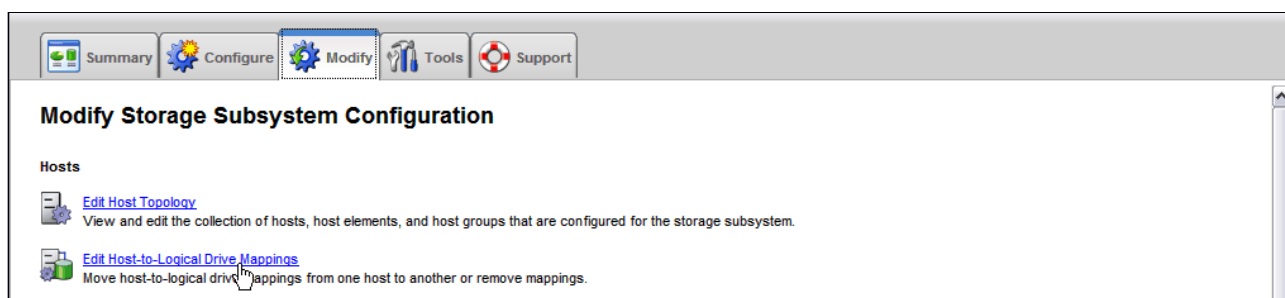 Summary Configure Modify Tools Support
Modify Storage Subsystem Configuration
Hosts
Edit Host Topology
View and edit the collection of hosts, host elements, and host groups that are configured for the storage subsystem.
Edit Host-to-Logical Drive Mappings
Move host-to-logical drive mappings from one host to another or remove mappings.